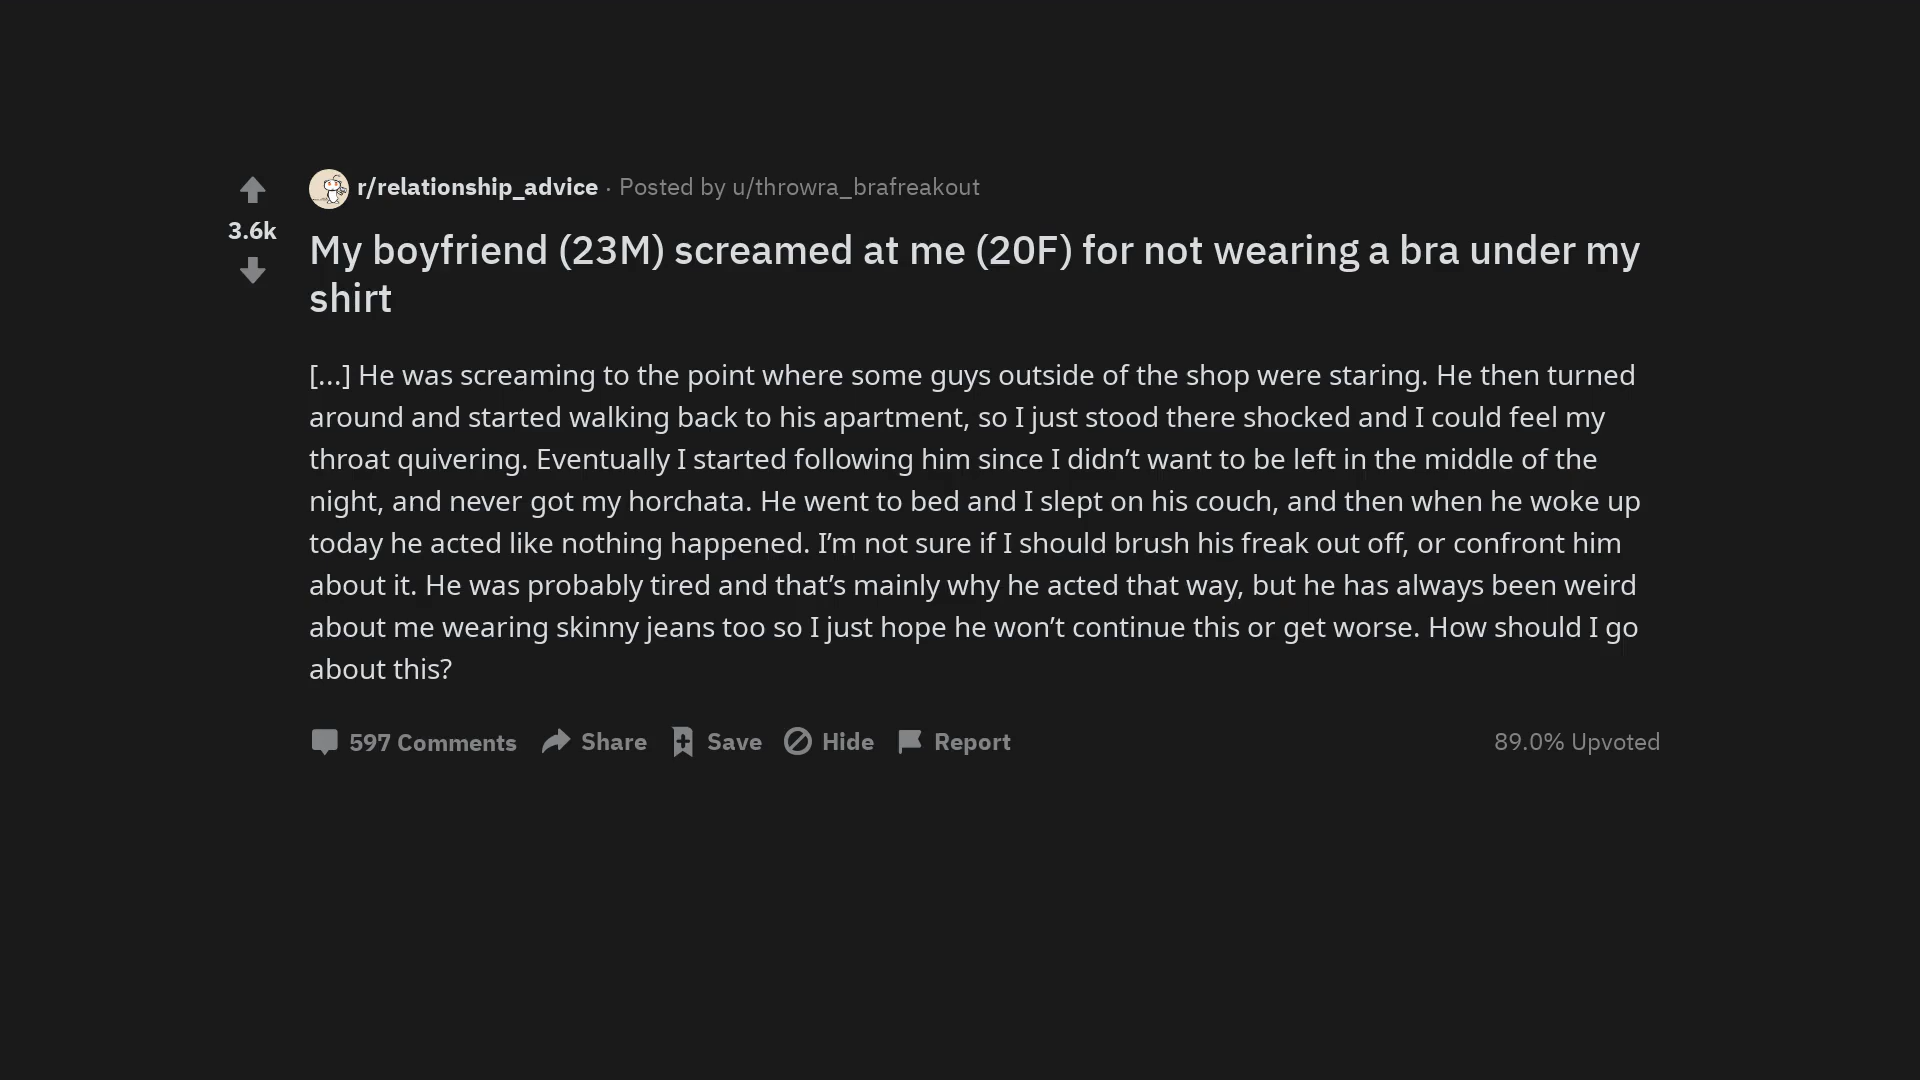 r/relationship_advice · Posted by u/throwra_brafreakout
3.6k
My boyfriend (23M) screamed at me (20F) for not wearing a bra under my
shirt
[...] He was screaming to the point where some guys outside of the shop were staring. He then turned
around and started walking back to his apartment, so I just stood there shocked and I could feel my
throat quivering. Eventually I started following him since I didn’t want to be left in the middle of the
night, and never got my horchata. He went to bed and I slept on his couch, and then when he woke up
today he acted like nothing happened. I’m not sure if I should brush his freak out off, or confront him
about it. He was probably tired and that’s mainly why he acted that way, but he has always been weird
about me wearing skinny jeans too so I just hope he won’t continue this or get worse. How should I go
about this?
597 Comments Share Save Hide Report 89.0% Upvoted